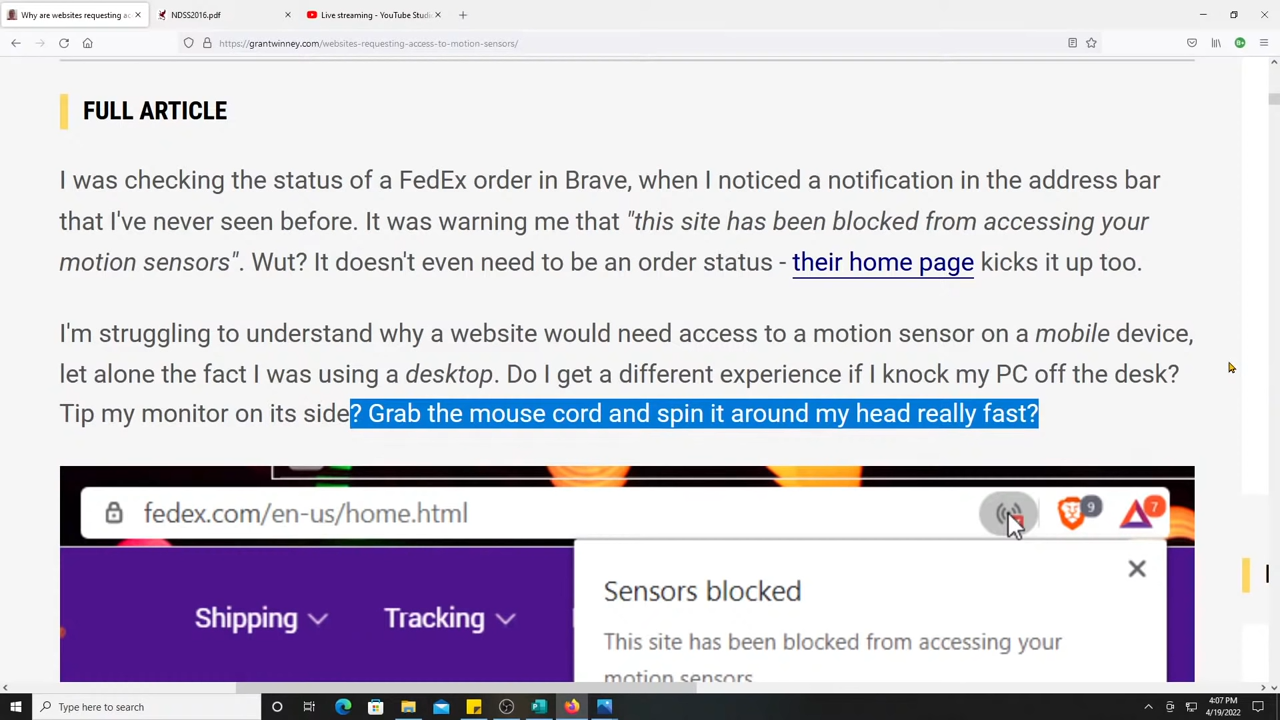 Why are websites requesting ac
NDSS2016.pdf
Live streaming - YouTube Studi
https://grantwinney.com/websites-requesting-access-to-motion-sensors/
FULL ARTICLE
I was checking the status of a FedEx order in Brave, when I noticed a notification in the address bar
that I've never seen before. It was warning me that "this site has been blocked from accessing your
motion sensors". Wut? It doesn't even need to be an order status - their home page kicks it up too.
I'm struggling to understand why a website would need access to a motion sensor on a mobile device,
let alone the fact I was using a desktop. Do I get a different experience if I knock my PC off the desk?
Tip my monitor on its side? Grab the mouse cord and spin it around my head really fast?
fedex.com/en-us/home.html
9
7
Sensors blocked
Shipping
Tracking
This site has been blocked from accessing your
motion sensors
Type here to search
4:07 PM
4/19/2022